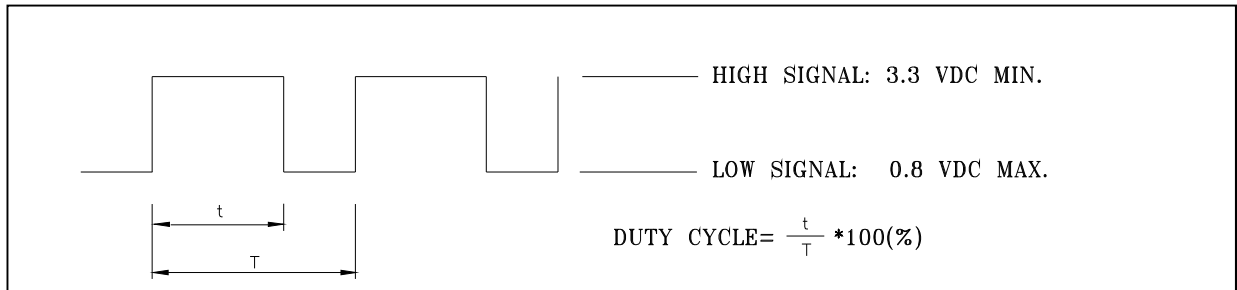 HIGH SIGNAL: 3.3 VDC MIN.
LOW SIGNAL: 0.8 VDC MAX.
t
DUTY CYCLE= t/T *100(%)
T